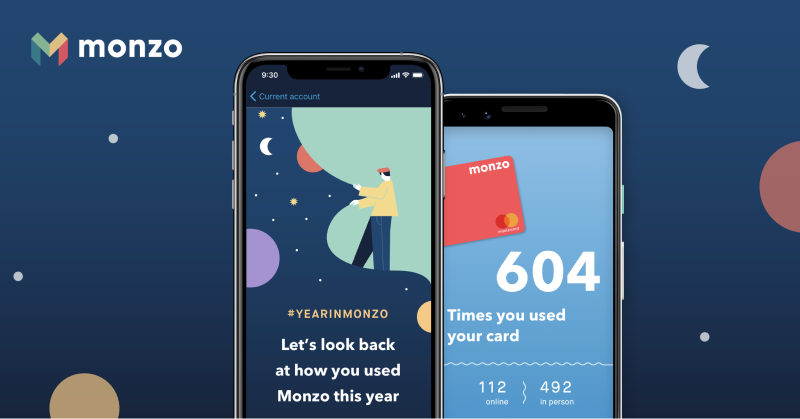 monzo
9:30
Current account
#YEARINMONZO
Let's look back
at how you used
Monzo this year
monzo
mastercard
604
Times you used
your card
112
online
492
in person